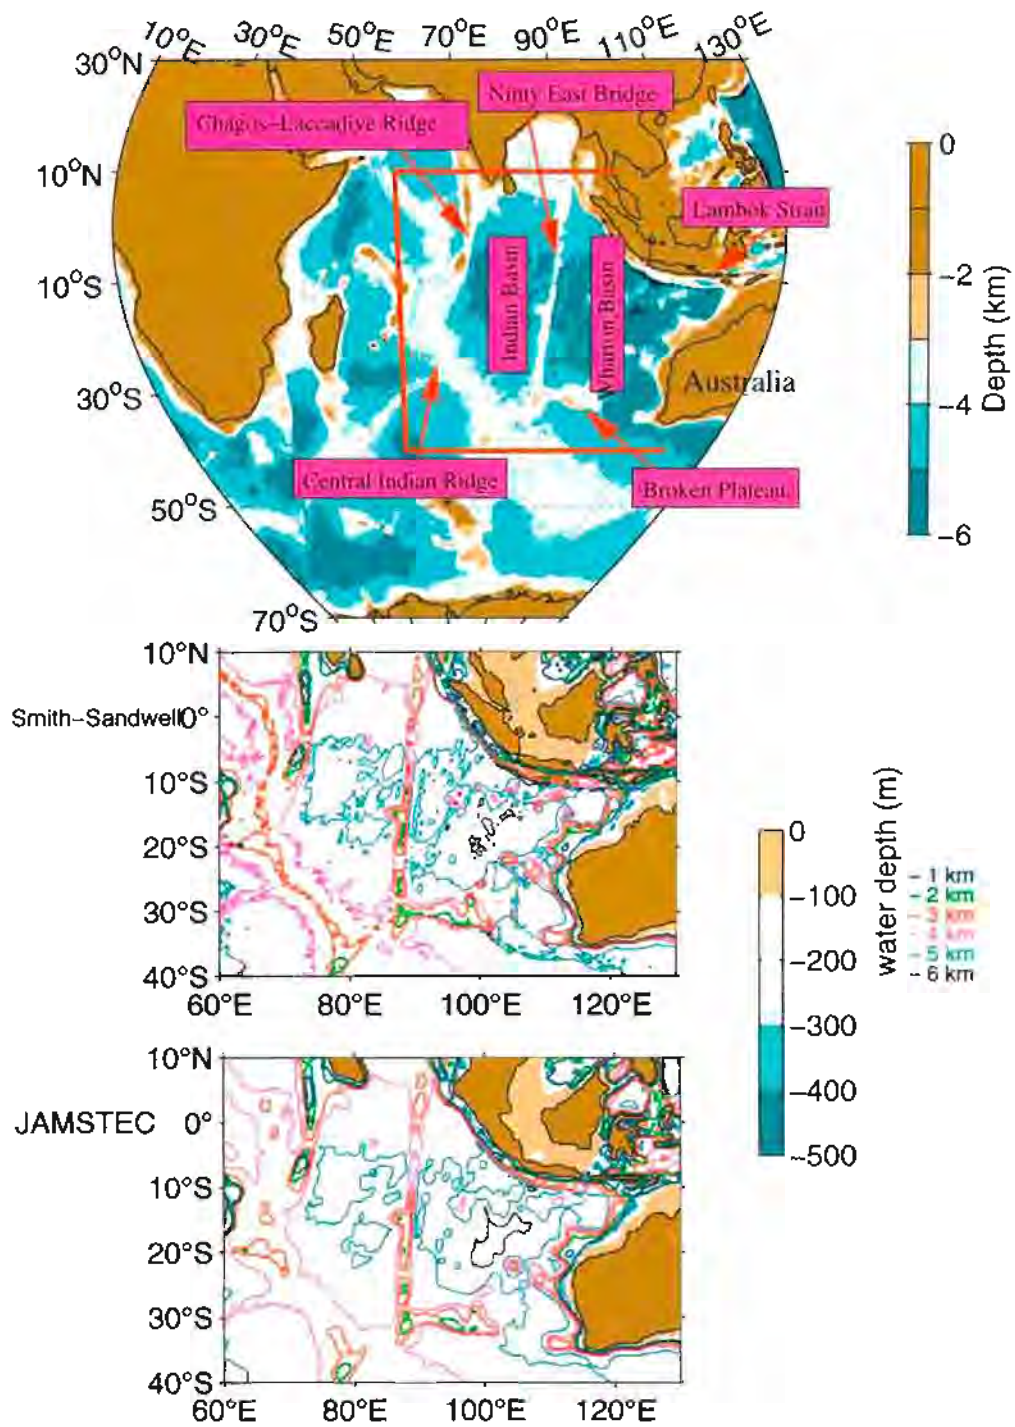 10°E 30°E 50°E 70°E 90°E 110°E 130°E
30°N
Ninty East Bridge
Chagos-Laccadive Ridge
0
10°N
Lambok Strait
-2
10°S
Indian Basin
Wharton Basin
Depth (km)
Australia
30°S
-4
Central Indian Ridge
Broken Plateau.
50°S
-6
70°S
10°N
Smith-Sandwell
0°
10°S
20°S
30°S
40°S
60°E 80°E 100°E 120°E
water depth (m)
0
-100
-200
-300
-400
-500
- 1 km
- 2 km
- 3 km
- 4 km
- 5 km
- 6 km
10°N
JAMSTEC
0°
10°S
20°S
30°S
40°S
60°E 80°E 100°E 120°E